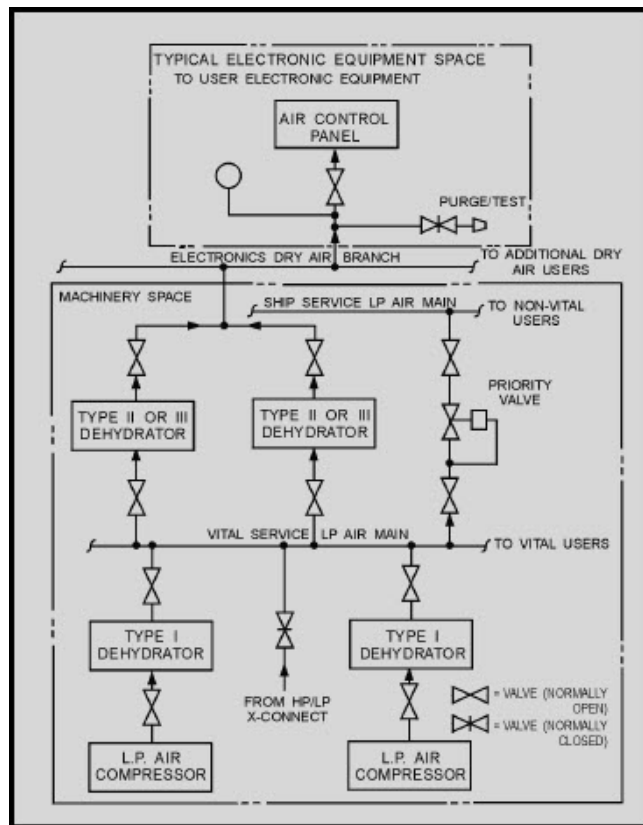 TYPICAL ELECTRONIC EQUIPMENT SPACE
TO USER ELECTRONIC EQUIPMENT
AIR CONTROL
PANEL
PURGE/TEST
ELECTRONICS DRY AIR BRANCH
TO ADDITIONAL DRY
AIR USERS
MACHINERY SPACE
SHIP SERVICE LP AIR MAIN
TO NON-VITAL
USERS
PRIORITY
VALVE
TYPE II OR III
DEHYDRATOR
TYPE II OR III
DEHYDRATOR
VITAL SERVICE LP AIR MAIN
TO VITAL USERS
TYPE I
DEHYDRATOR
TYPE I
DEHYDRATOR
FROM HP/LP
X-CONNECT
= VALVE (NORMALLY
OPEN)
= VALVE (NORMALLY
CLOSED)
L.P. AIR
COMPRESSOR
L.P. AIR
COMPRESSOR